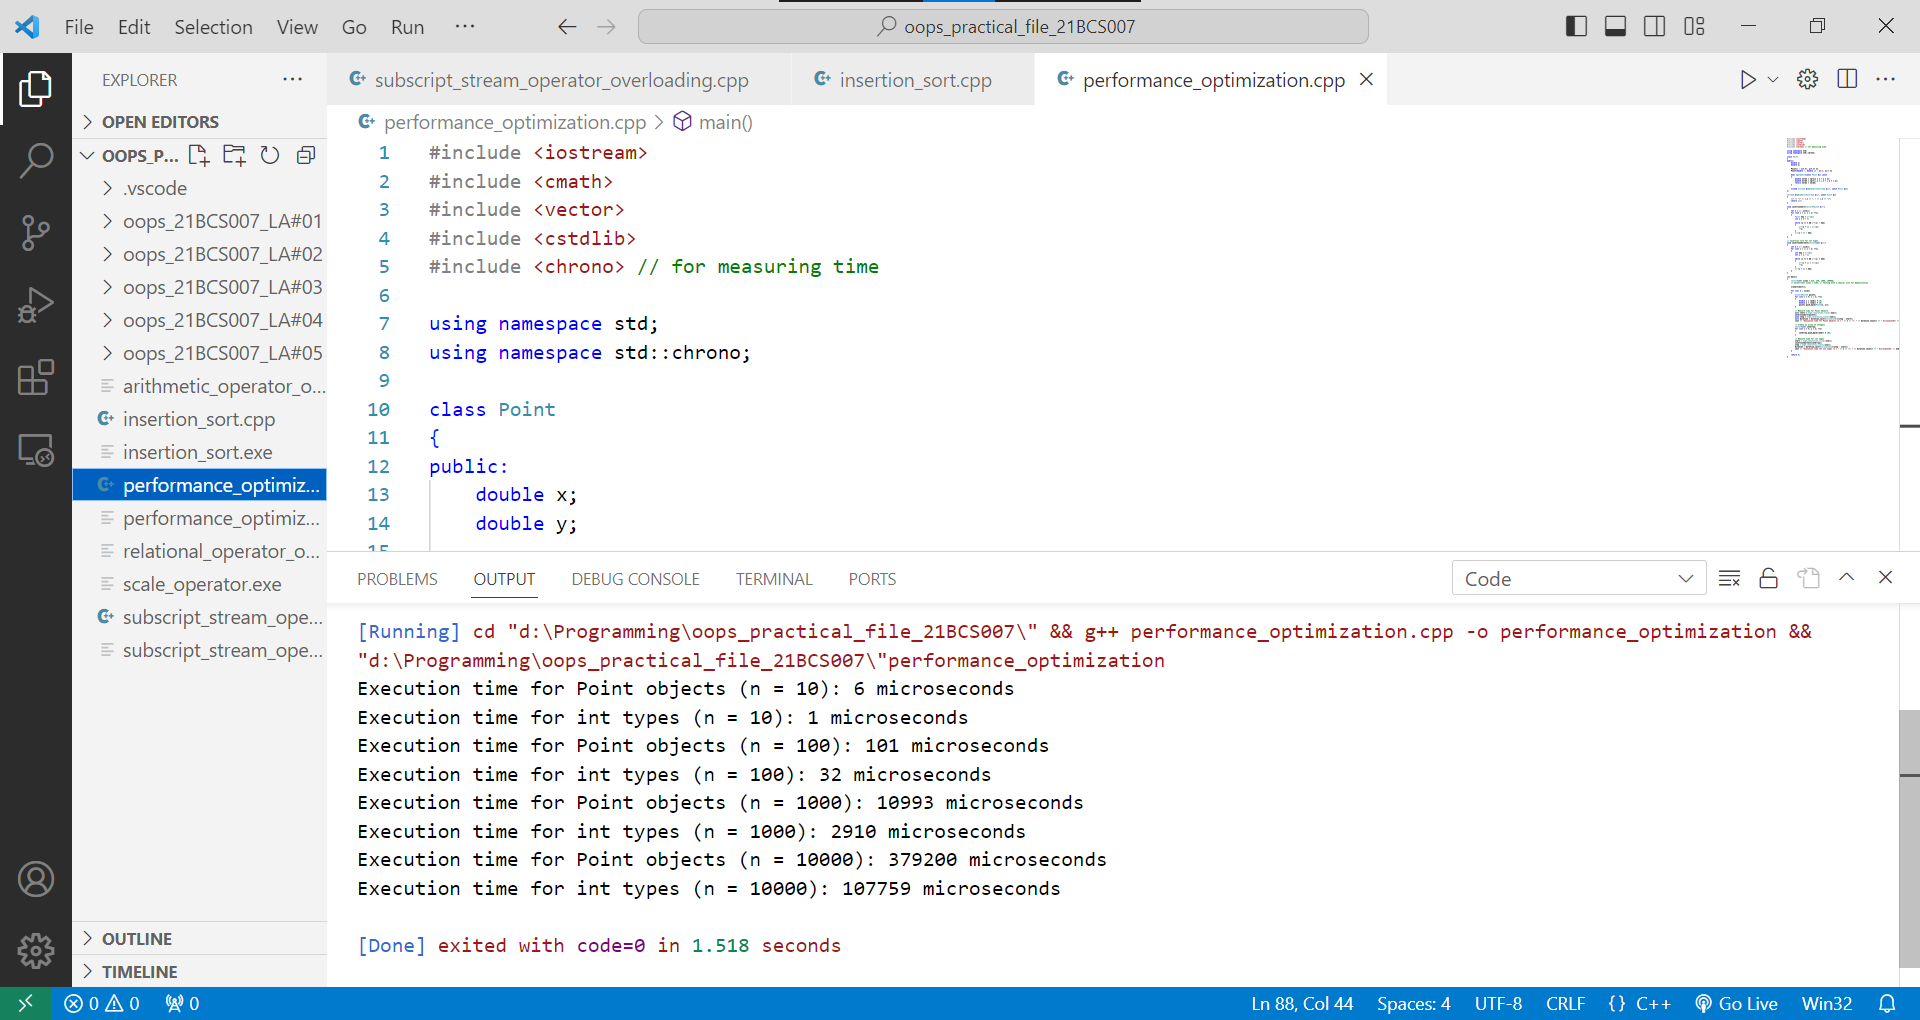 File Edit Selection View Go Run ··· oops_practical_file_21BCS007
EXPLORER ···
OPEN EDITORS
OOPS_P...
.vscode
oops_21BCS007_LA#01
oops_21BCS007_LA#02
oops_21BCS007_LA#03
oops_21BCS007_LA#04
oops_21BCS007_LA#05
arithmetic_operator_o...
insertion_sort.cpp
insertion_sort.exe
performance_optimiz...
performance_optimiz...
relational_operator_o...
scale_operator.exe
subscript_stream_ope...
subscript_stream_ope...
OUTLINE
TIMELINE
subscript_stream_operator_overloading.cpp insertion_sort.cpp performance_optimization.cpp
performance_optimization.cpp > main()
1 #include <iostream>
2 #include <cmath>
3 #include <vector>
4 #include <cstdlib>
5 #include <chrono> // for measuring time
6
7 using namespace std;
8 using namespace std::chrono;
9
10 class Point
11 {
12 public:
13 double x;
14 double y;
15
PROBLEMS OUTPUT DEBUG CONSOLE TERMINAL PORTS Code
[Running] cd "d:\Programming\oops_practical_file_21BCS007\" && g++ performance_optimization.cpp -o performance_optimization &&
"d:\Programming\oops_practical_file_21BCS007\"performance_optimization
Execution time for Point objects (n = 10): 6 microseconds
Execution time for int types (n = 10): 1 microseconds
Execution time for Point objects (n = 100): 101 microseconds
Execution time for int types (n = 100): 32 microseconds
Execution time for Point objects (n = 1000): 10993 microseconds
Execution time for int types (n = 1000): 2910 microseconds
Execution time for Point objects (n = 10000): 379200 microseconds
Execution time for int types (n = 10000): 107759 microseconds
[Done] exited with code=0 in 1.518 seconds
0 0 0 Ln 88, Col 44 Spaces: 4 UTF-8 CRLF {} C++ Go Live Win32